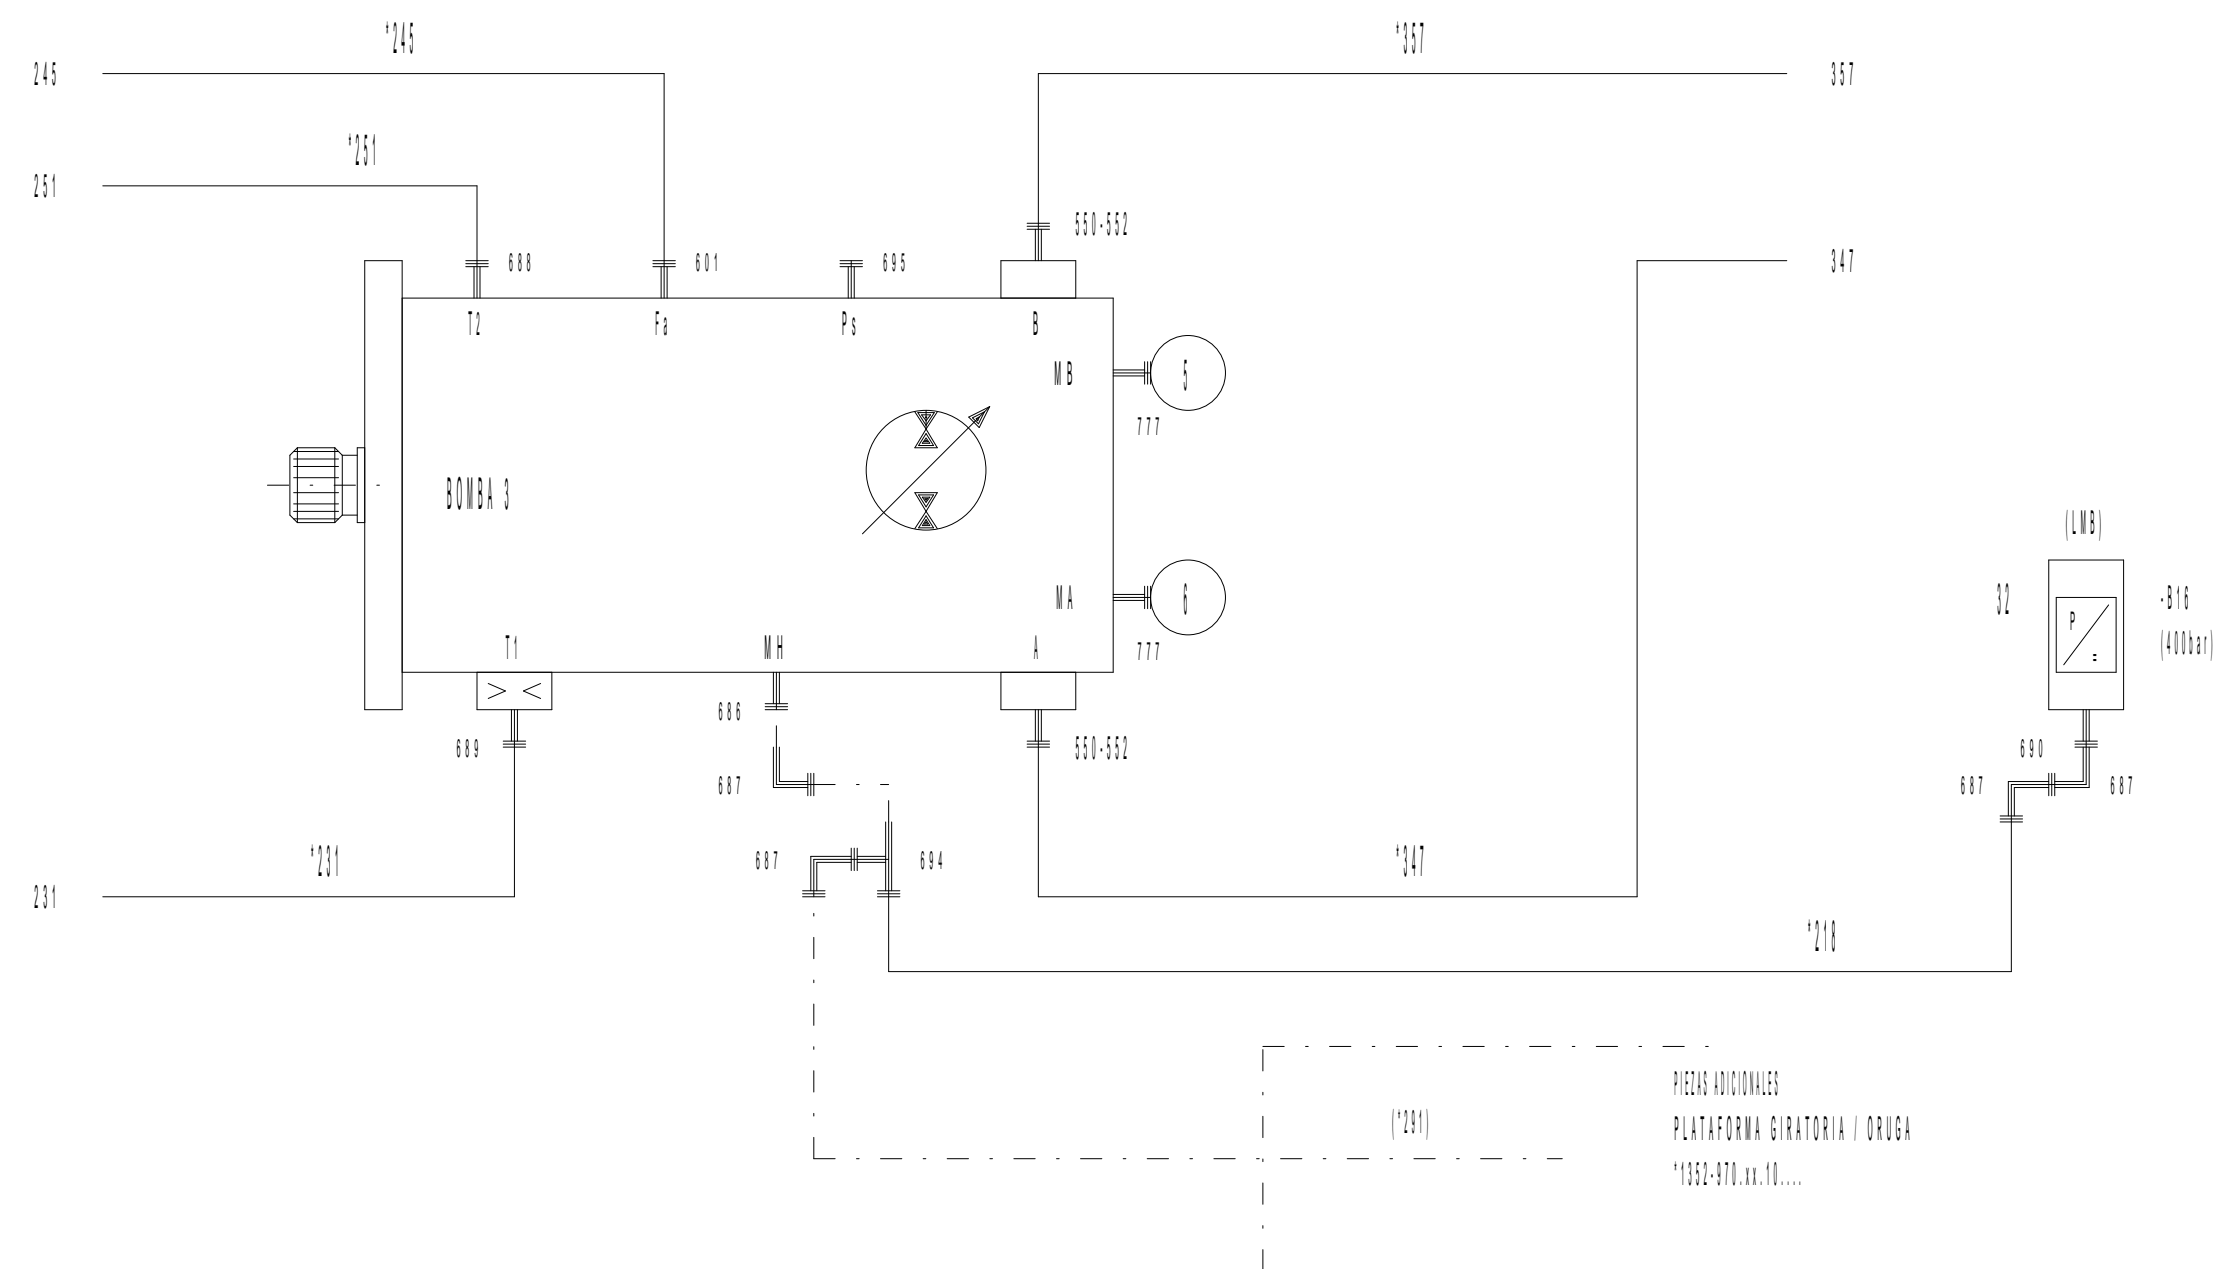 *245
*357
245
357
*251
251
550-552
688
601
695
347
T2
Fa
Ps
B
MB
5
777
BOMBA 3
(LMB)
MA
6
32
P
=
-B16
(400bar)
T1
MH
A
777
686
689
550-552
690
687
687
687
*231
687
694
*347
231
*218
PIEZAS ADICIONALES
(*291)
PLATAFORMA GIRATORIA / ORUGA
*1352-970.xx.10....